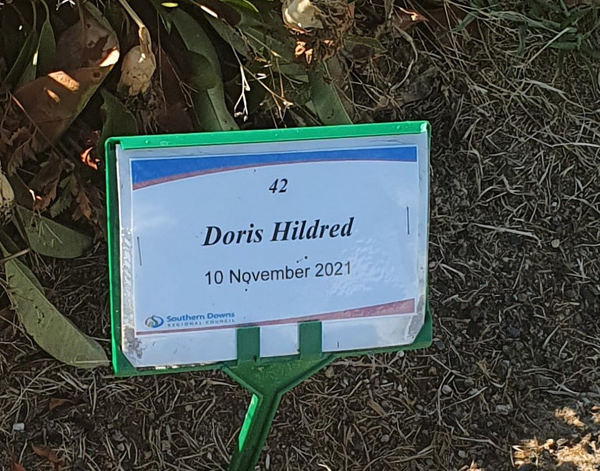 42
Doris Hildred
10 November 2021
Southern Downs
REGIONAL COUNCIL